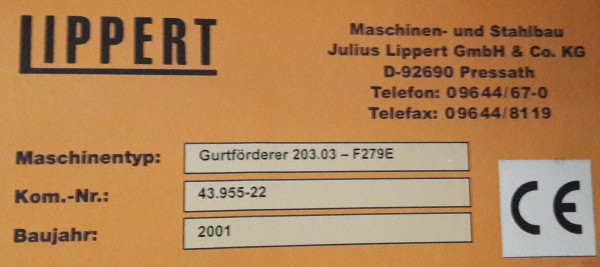 LIPPERT
Maschinen- und Stahlbau
Julius Lippert GmbH & Co. KG
D-92690 Pressath
Telefon: 09644/67-0
Telefax: 09644/8119
Maschinentyp: Gurtförderer 203.03 – F279E
Kom.-Nr.: 43.955-22
Baujahr: 2001
CE